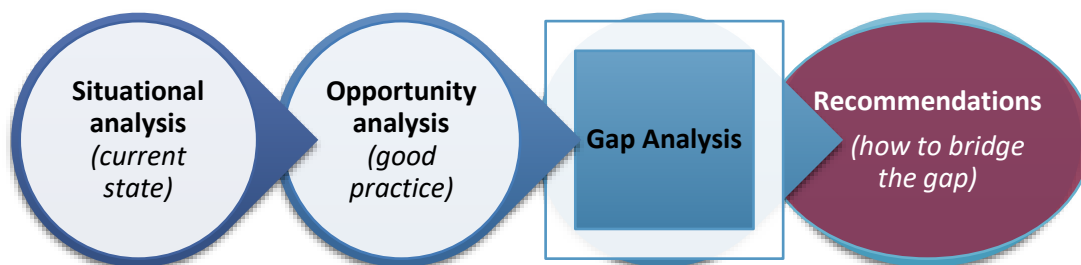 Situational
analysis
(current
state)
Opportunity
analysis
(good
practice)
Gap Analysis
Recommendations
(how to bridge
the gap)